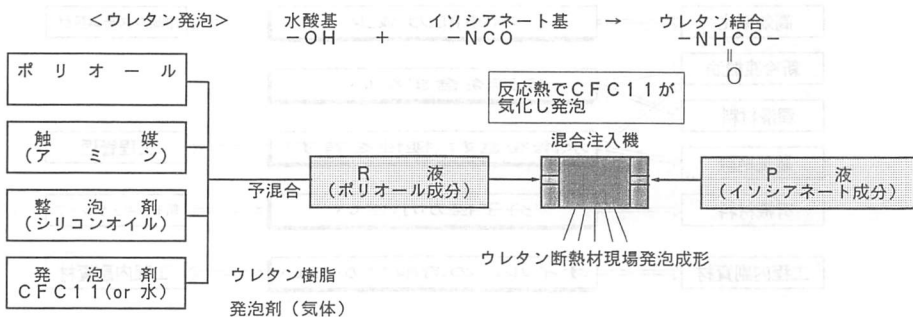 <ウレタン発泡>
水酸基 イソシアネート基 → ウレタン結合
−OH + −NCO −NHCO−
‖
O
ポリオール
反応熱でCFC11が
気化し発泡
触媒
(アミン)
混合注入機
R液
(ポリオール成分)
P液
(イソシアネート成分)
予混合
整泡剤
(シリコンオイル)
ウレタン断熱材現場発泡成形
発泡剤
CFC11(or 水)
ウレタン樹脂
発泡剤(気体)